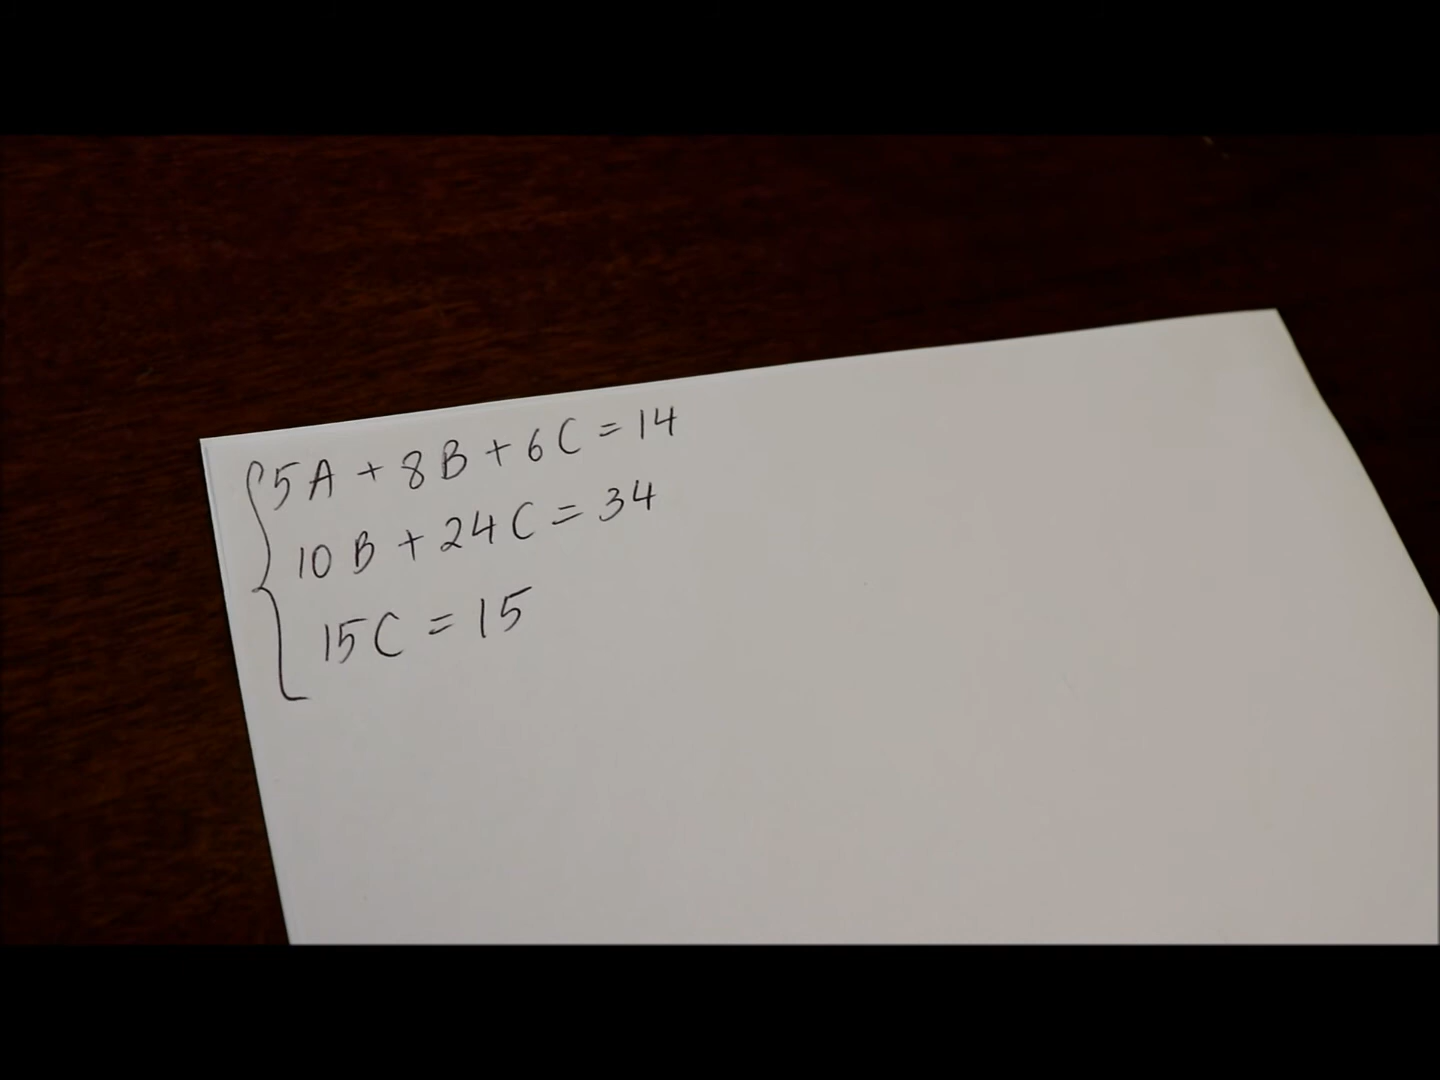 5A + 8B + 6C = 14
10B + 24C = 34
15C = 15